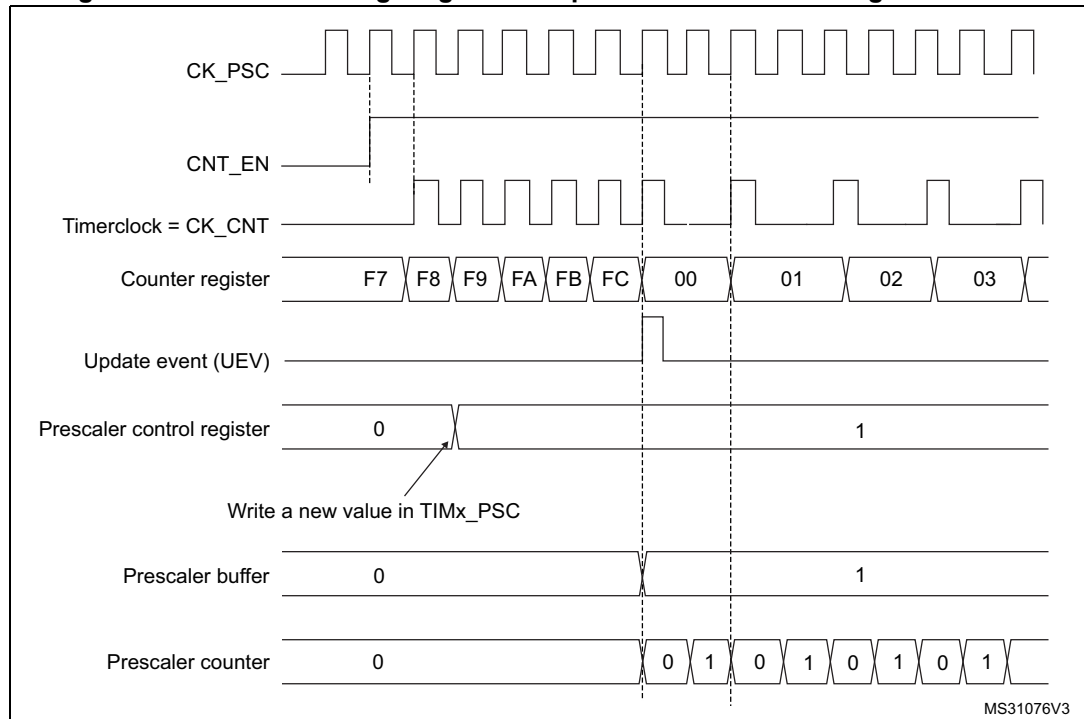 CK_PSC
CNT_EN
Timerclock = CK_CNT
Counter register F7 F8 F9 FA FB FC 00 01 02 03
Update event (UEV)
Prescaler control register 0 1
Write a new value in TIMx_PSC
Prescaler buffer 0 1
Prescaler counter 0 0 1 0 1 0 1 0 1
MS31076V3